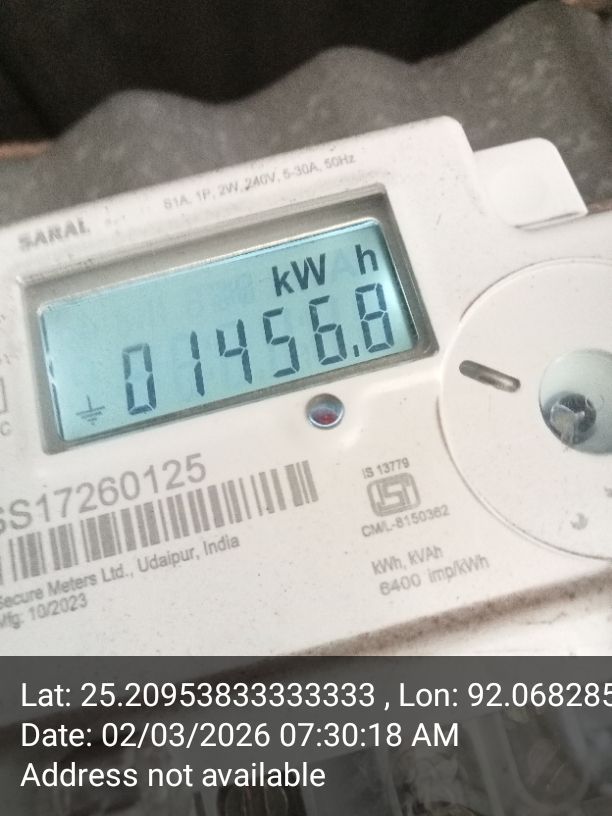 SARAL
S1A, 1P, 2W, 240V, 5-30A, 50Hz
kW h
01456.8
SS17260125
IS 13779
CM/L-8150362
Secure Meters Ltd., Udaipur, India
Mfg: 10/2023
kWh, kVAh
6400 imp/kWh
Lat: 25.20953833333333 , Lon: 92.068285
Date: 02/03/2026 07:30:18 AM
Address not available